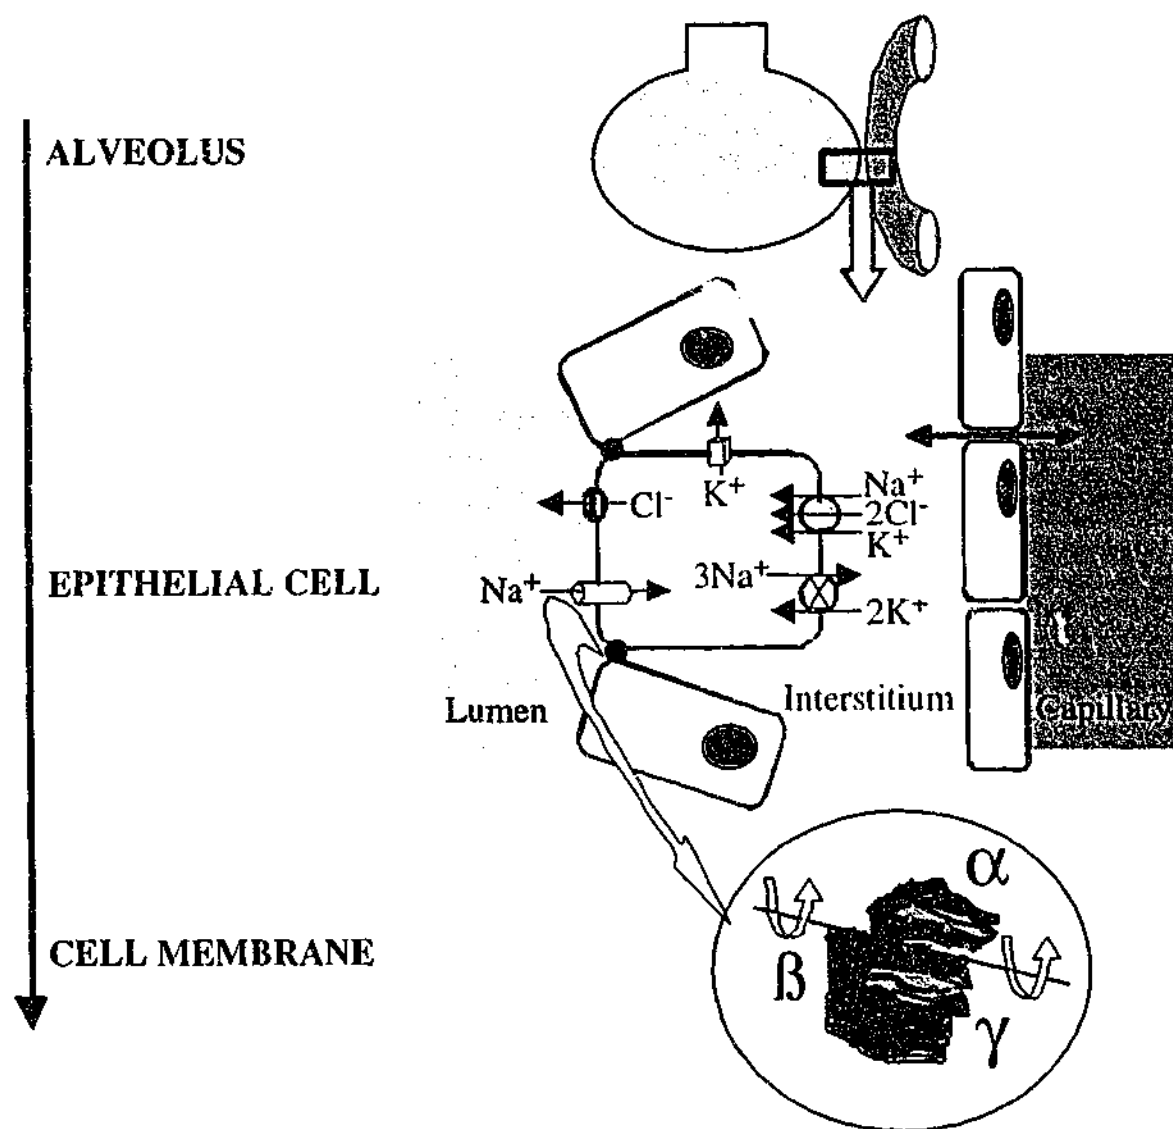 ALVEOLUS
K⁺
Cl⁻
Na⁺
2Cl⁻
K⁺
EPITHELIAL CELL
Na⁺
3Na⁺
2K⁺
Lumen
Interstitium
Capillary
CELL MEMBRANE
α
ß
γ